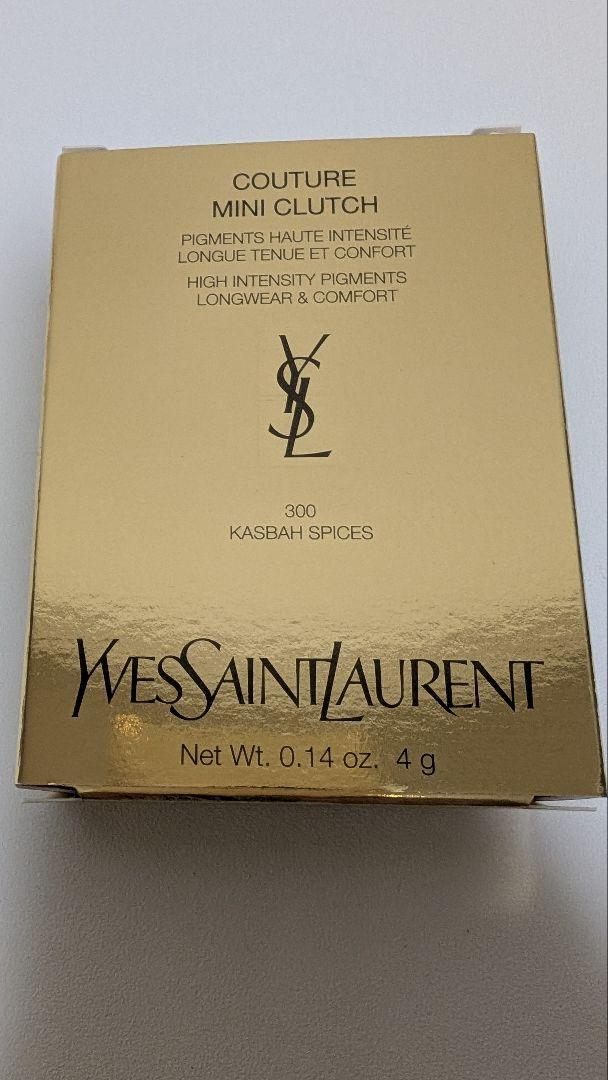 COUTURE
MINI CLUTCH
PIGMENTS HAUTE INTENSITÉ
LONGUE TENUE ET CONFORT
HIGH INTENSITY PIGMENTS
LONGWEAR & COMFORT
YSL
300
KASBAH SPICES
YVESSAINTLAURENT
Net Wt. 0.14 oz. 4 g